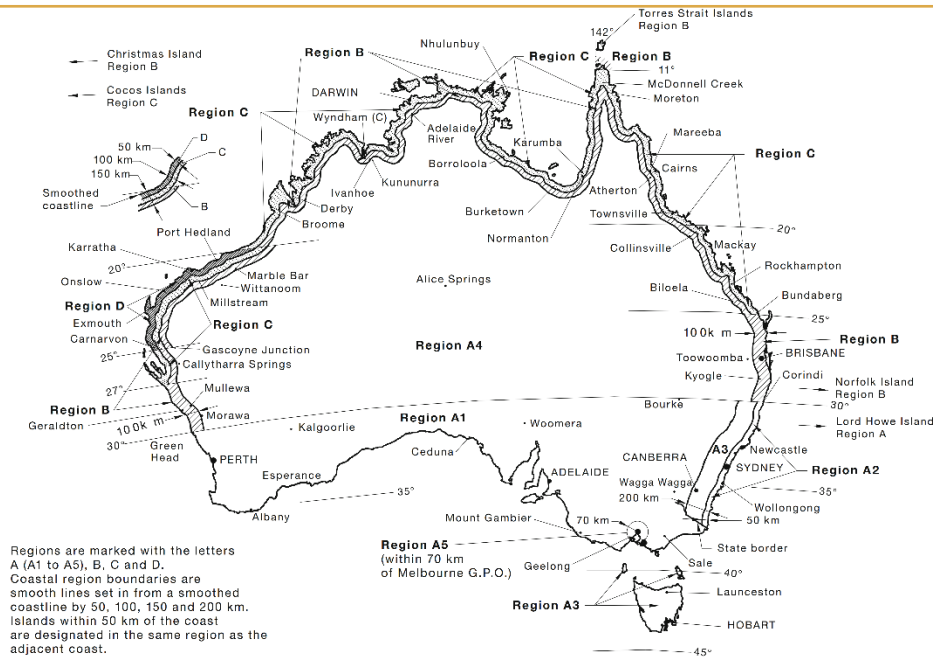 Torres Strait Islands
Region B
142°
Christmas Island
Region B
Cocos Islands
Region C
Nhulunbuy
Region B
Region C
Region B
11°
McDonnell Creek
Moreton
DARWIN
Region C
Wyndham (C)
Adelaide
River
Mareeba
D
50 km
C
100 km
150 km
Smoothed
coastline
B
Karumba
Borroloola
Region C
Cairns
Ivanhoe
Kununurra
Atherton
Derby
Burketown
Townsville
Broome
Port Hedland
Normanton
20°
Collinsville
Mackay
Karratha
20°
Marble Bar
Wittanoom
Alice Springs
Rockhampton
Onslow
Millstream
Biloela
Bundaberg
Region D
Exmouth
Region C
25°
Carnarvon
100k m
Region B
25°
Gascoyne Junction
Region A4
Toowoomba
BRISBANE
Callytharra Springs
Kyogle
Corindi
27°
Mullewa
Norfolk Island
Region B
Region B
Morawa
Bourke
30°
Geraldton
100k m
Region A1
Lord Howe Island
Region A
30°
Green
Head
Kalgoorlie
Woomera
Ceduna
A3
Newcastle
PERTH
CANBERRA
SYDNEY
Region A2
Esperance
ADELAIDE
Wagga Wagga
35°
35°
200 km
Wollongong
Albany
Mount Gambier
70 km
50 km
State border
Region A5
(within 70 km
of Melbourne G.P.O.)
Geelong
Sale
40°
Launceston
Region A3
HOBART
45°
Regions are marked with the letters
A (A1 to A5), B, C and D.
Coastal region boundaries are
smooth lines set in from a smoothed
coastline by 50, 100, 150 and 200 km.
Islands within 50 km of the coast
are designated in the same region as the
adjacent coast.